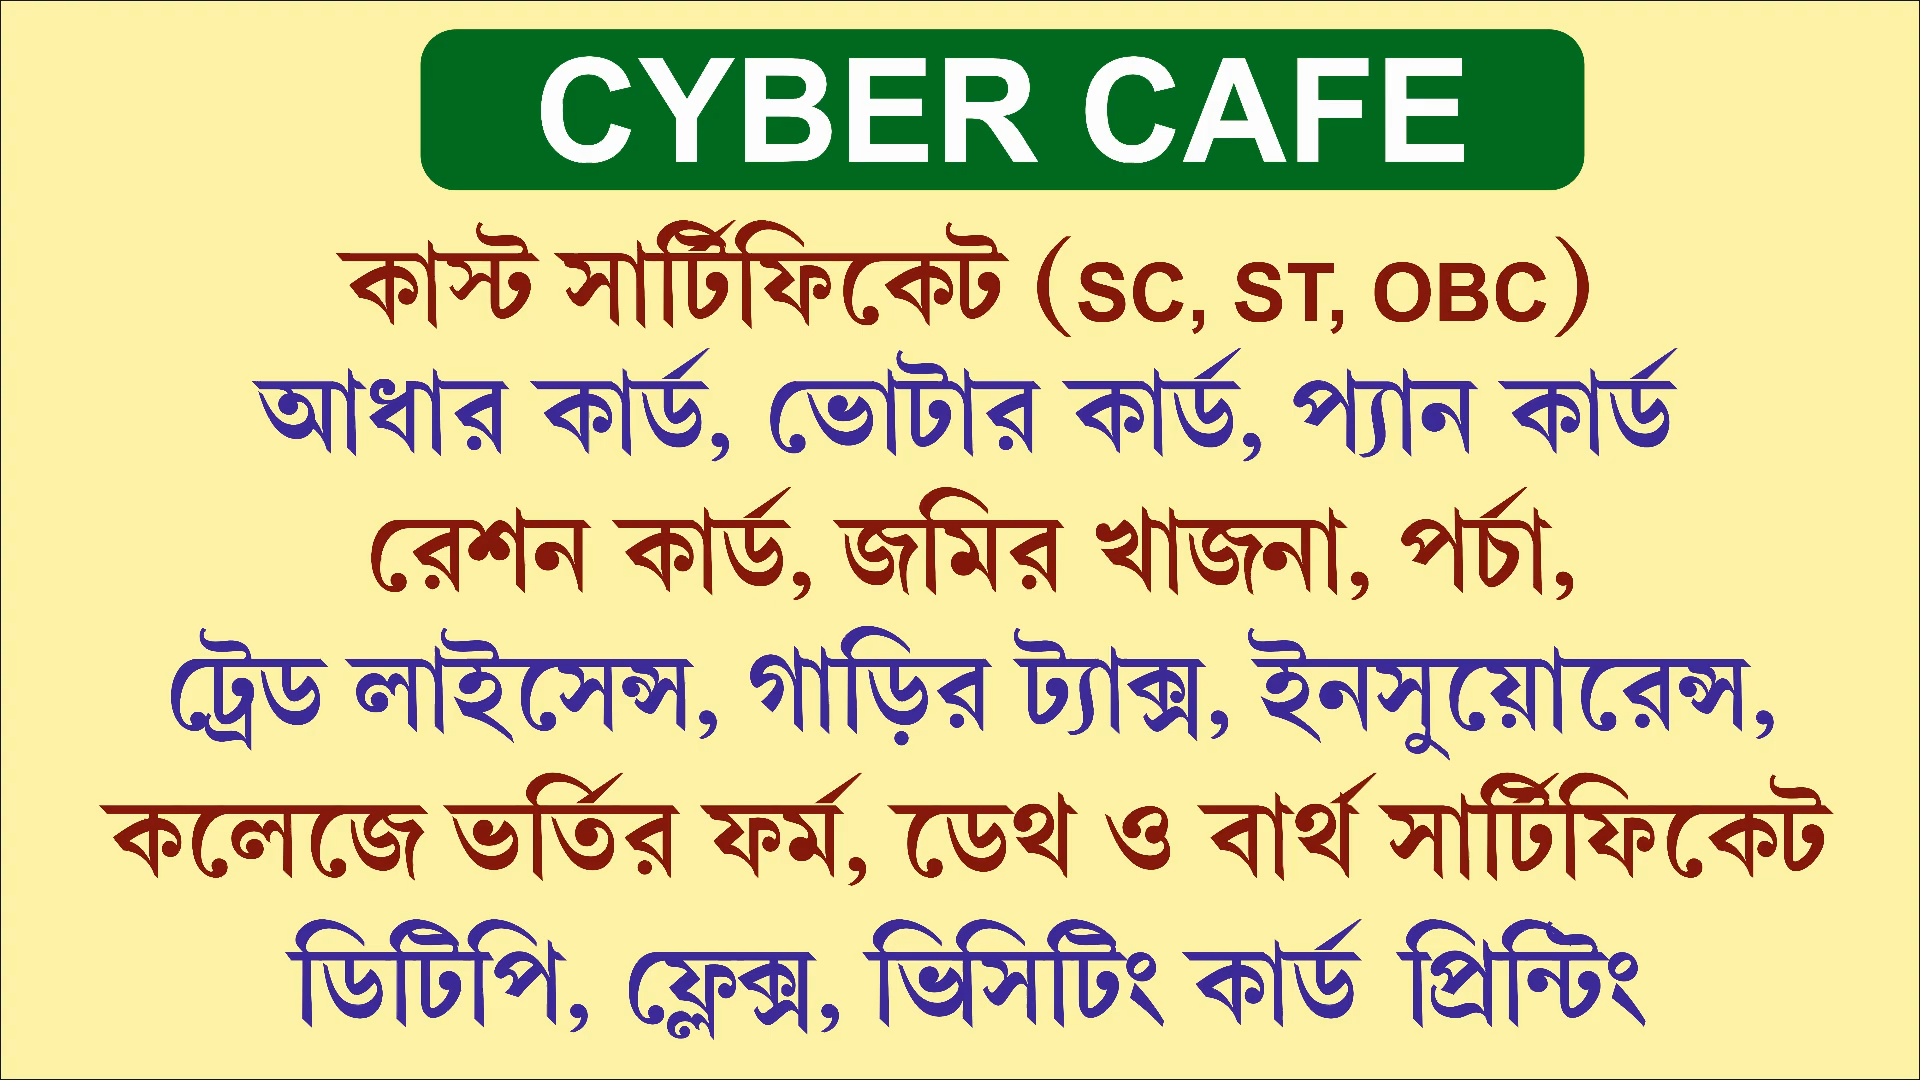 CYBER CAFE
কাস্ট সার্টিফিকেট (SC, ST, OBC)
আধার কার্ড, ভোটার কার্ড, প্যান কার্ড
রেশন কার্ড, জমির খাজনা, পর্চা,
ট্রেড লাইসেন্স, গাড়ির ট্যাক্স, ইনসুয়োরেন্স,
কলেজে ভর্তির ফর্ম, ডেথ ও বার্থ সার্টিফিকেট
ডিটিপি, ফ্লেক্স, ভিসিটিং কার্ড প্রিন্টিং